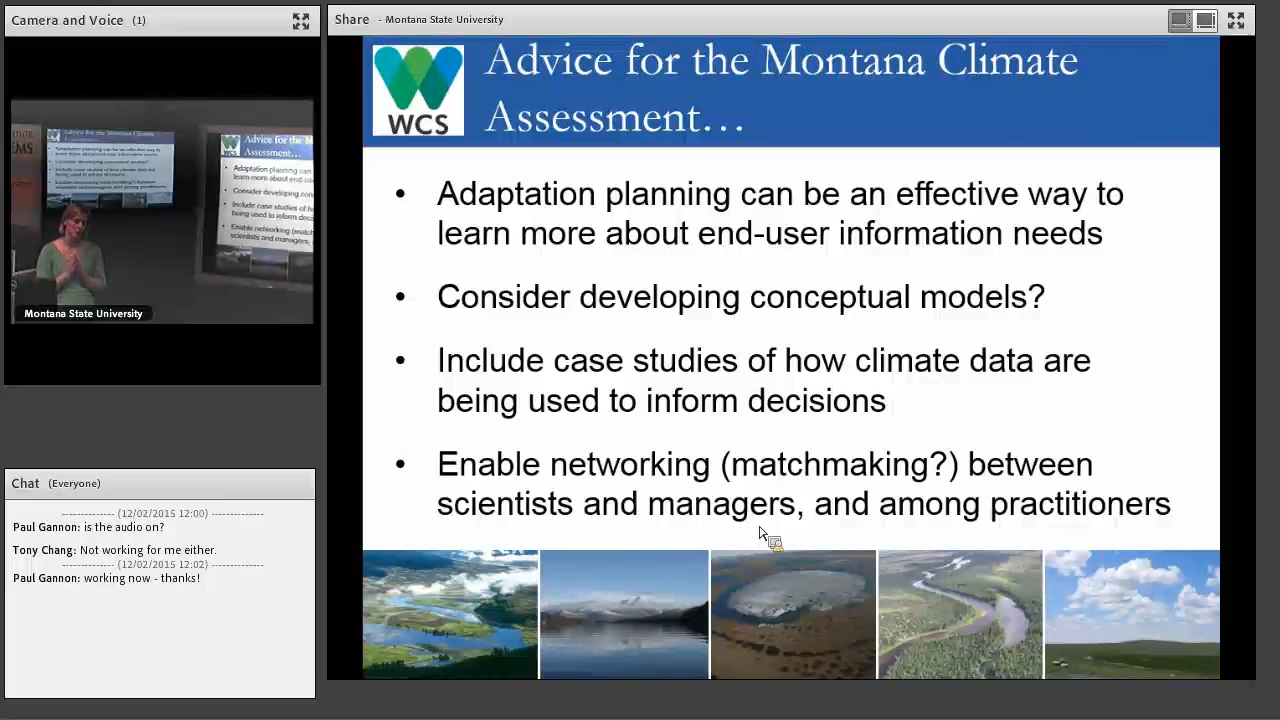 Camera and Voice (1)
Montana State University
Chat (Everyone)
-------------- (12/02/2015 12:00) --------------
Paul Gannon: is the audio on?
Tony Chang: Not working for me either.
-------------- (12/02/2015 12:02) --------------
Paul Gannon: working now - thanks!
Share - Montana State University
WCS
Advice for the Montana Climate
Assessment…
• Adaptation planning can be an effective way to
learn more about end-user information needs
• Consider developing conceptual models?
• Include case studies of how climate data are
being used to inform decisions
• Enable networking (matchmaking?) between
scientists and managers, and among practitioners